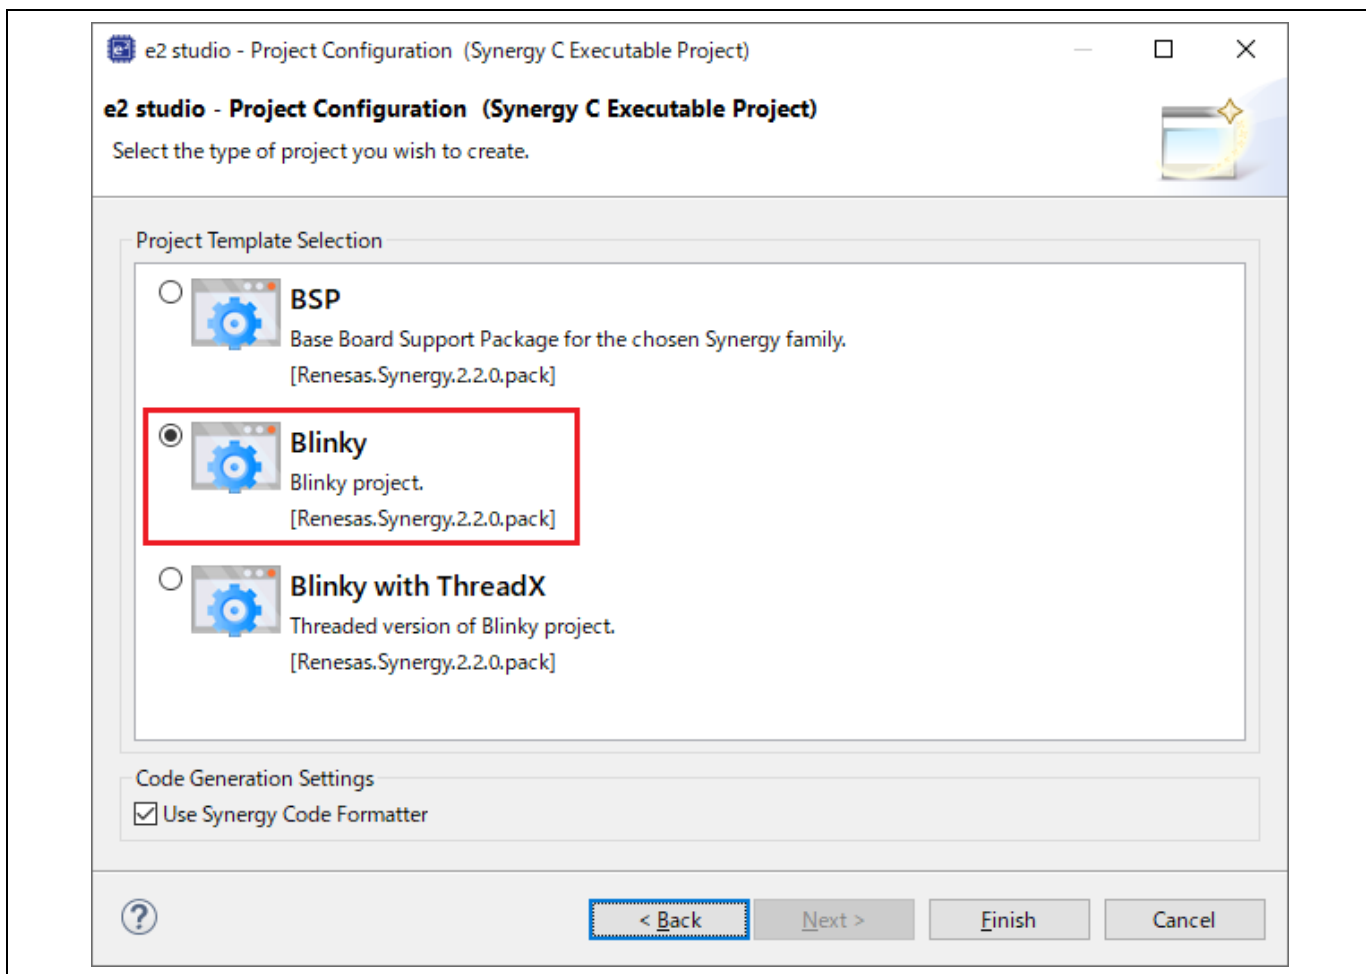 e2 studio - Project Configuration (Synergy C Executable Project)
e2 studio - Project Configuration (Synergy C Executable Project)
Select the type of project you wish to create.
Project Template Selection
BSP
Base Board Support Package for the chosen Synergy family.
[Renesas.Synergy.2.2.0.pack]
Blinky
Blinky project.
[Renesas.Synergy.2.2.0.pack]
Blinky with ThreadX
Threaded version of Blinky project.
[Renesas.Synergy.2.2.0.pack]
Code Generation Settings
Use Synergy Code Formatter
? < Back Next > Finish Cancel